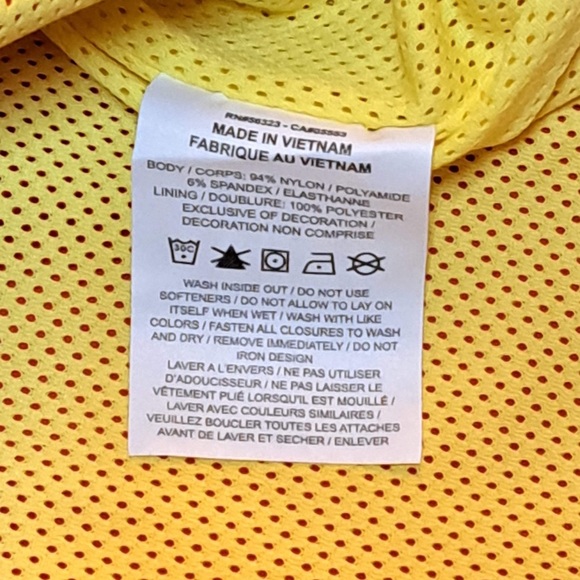 RN#56323 - CA#05553
MADE IN VIETNAM
FABRIQUE AU VIETNAM
BODY / CORPS: 94% NYLON / POLYAMIDE
6% SPANDEX / ELASTHANNE
LINING / DOUBLURE: 100% POLYESTER
EXCLUSIVE OF DECORATION /
DECORATION NON COMPRISE
30C
WASH INSIDE OUT / DO NOT USE
SOFTENERS / DO NOT ALLOW TO LAY ON
ITSELF WHEN WET / WASH WITH LIKE
COLORS / FASTEN ALL CLOSURES TO WASH
AND DRY / REMOVE IMMEDIATELY / DO NOT
IRON DESIGN
LAVER A L'ENVERS / NE PAS UTILISER
D'ADOUCISSEUR / NE PAS LAISSER LE
VÊTEMENT PLIÉ LORSQU'IL EST MOUILLÉ /
LAVER AVEC COULEURS SIMILAIRES /
VEUILLEZ BOUCLER TOUTES LES ATTACHES
AVANT DE LAVER ET SECHER / ENLEVER